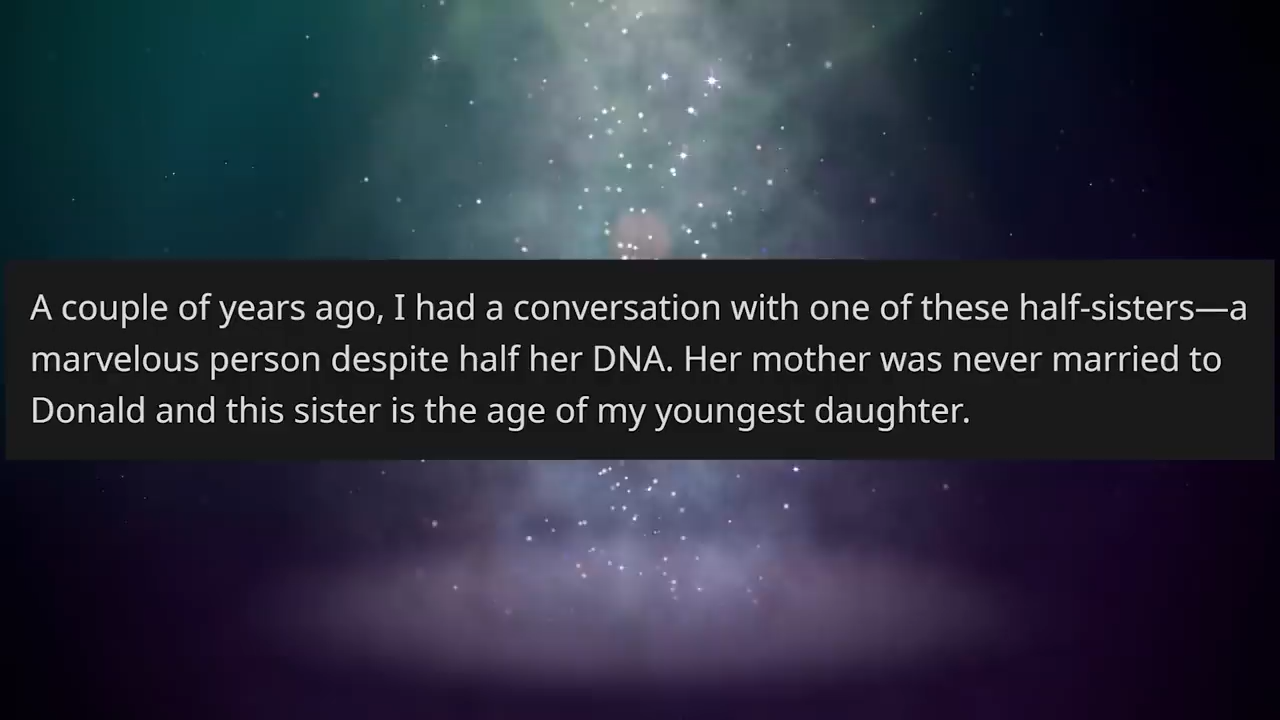 A couple of years ago, I had a conversation with one of these half-sisters—a
marvelous person despite half her DNA. Her mother was never married to
Donald and this sister is the age of my youngest daughter.